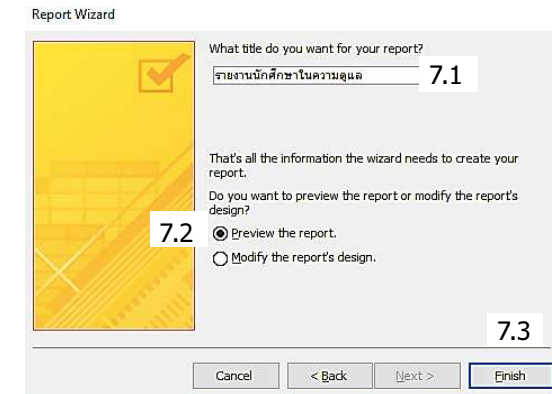 Report Wizard
What title do you want for your report?
รายงานนักศึกษาในความดูแล 7.1
That's all the information the wizard needs to create your
report.
Do you want to preview the report or modify the report's
design?
7.2 Preview the report.
Modify the report's design.
7.3
Cancel < Back Next > Finish